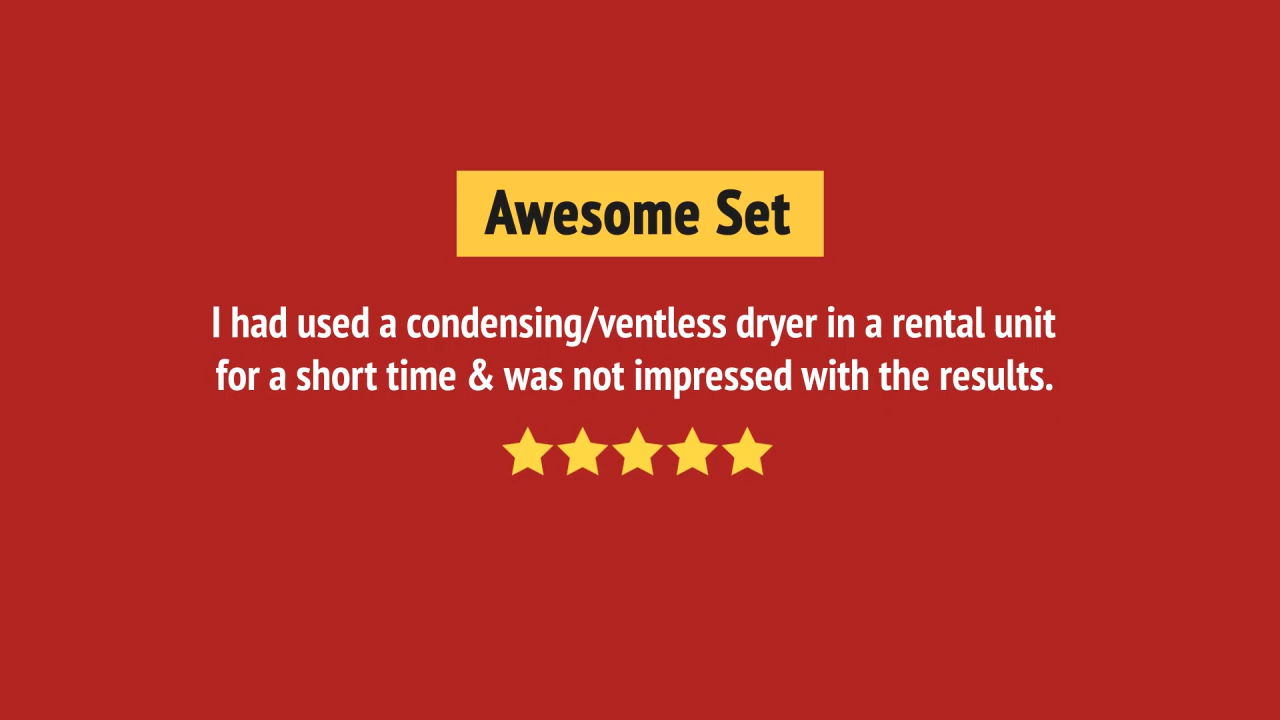 Awesome Set
I had used a condensing/ventless dryer in a rental unit
for a short time & was not impressed with the results.